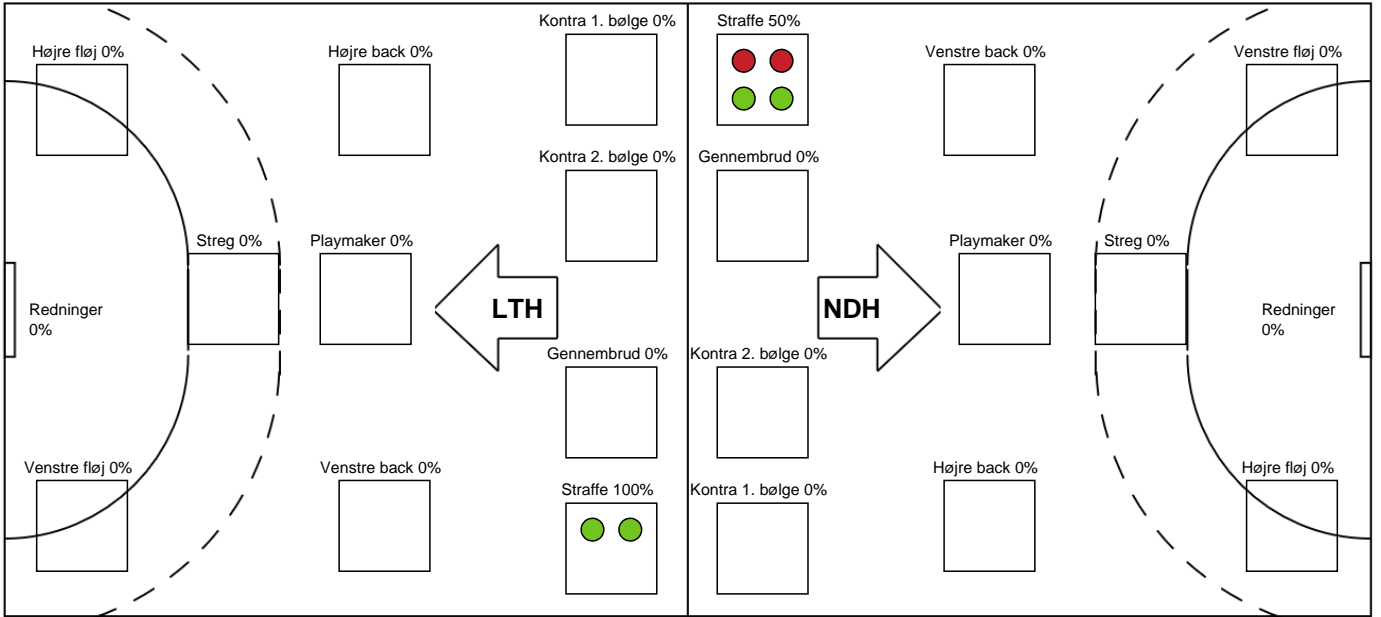 Kontra 1. bølge 0%
Straffe 50%
Højre fløj 0%
Højre back 0%
Venstre back 0%
Venstre fløj 0%
Kontra 2. bølge 0%
Gennembrud 0%
Streg 0%
Playmaker 0%
Playmaker 0%
Streg 0%
Redninger
0%
LTH
NDH
Redninger
0%
Gennembrud 0%
Kontra 2. bølge 0%
Venstre fløj 0%
Venstre back 0%
Højre back 0%
Højre fløj 0%
Straffe 100%
Kontra 1. bølge 0%